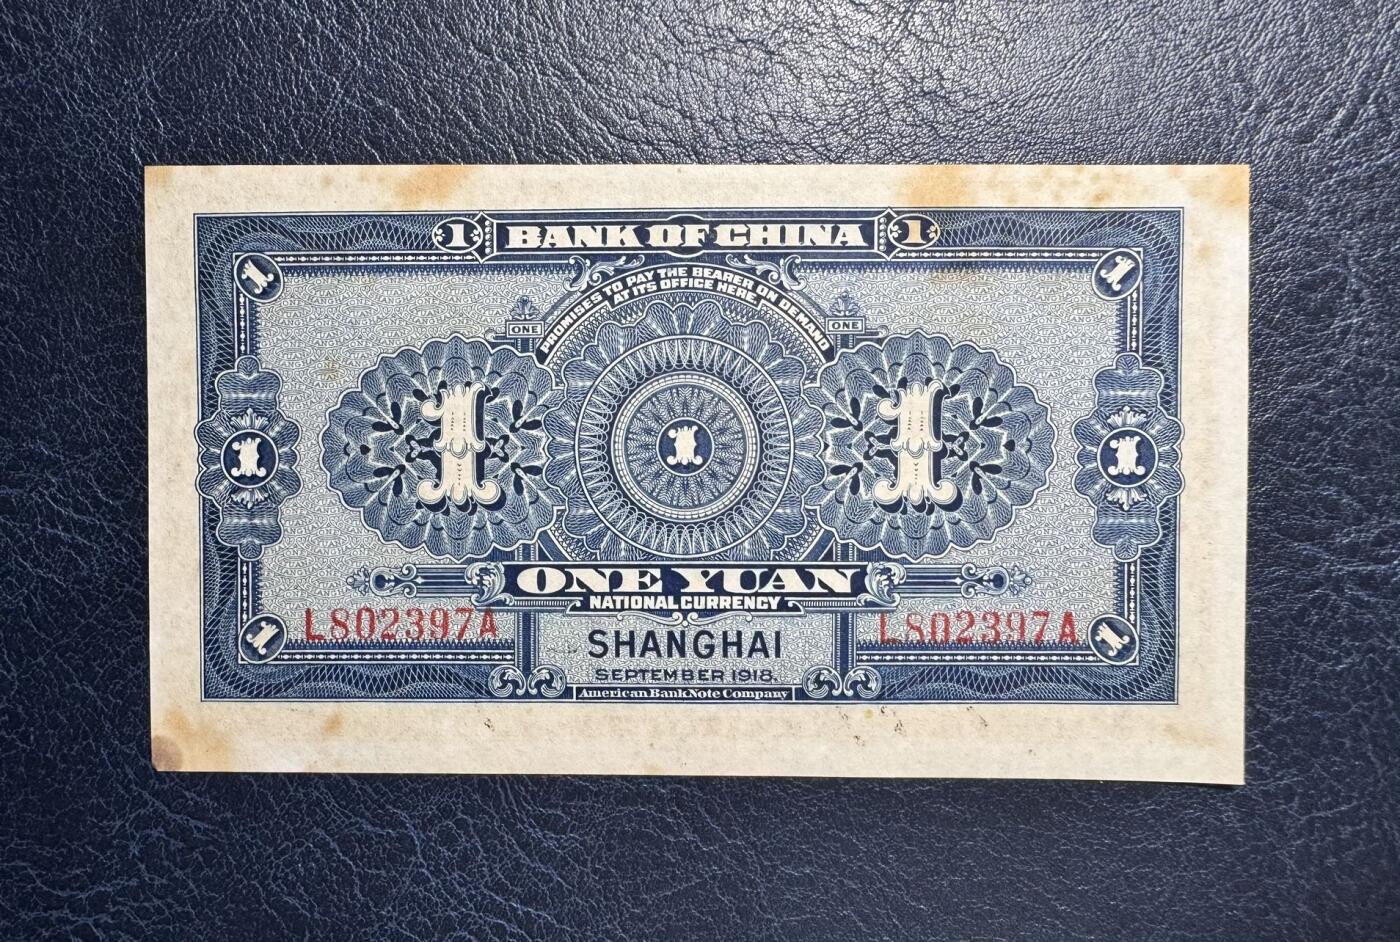 1 BANK OF CHINA 1
1 1
PROMISES TO PAY THE BEARER ON DEMAND
AT ITS OFFICE HERE
ONE ONE
1 1 1 1 1
ONE YUAN
NATIONAL CURRENCY
L802397A L802397A
1 SHANGHAI 1
SEPTEMBER 1918.
American Bank Note Company